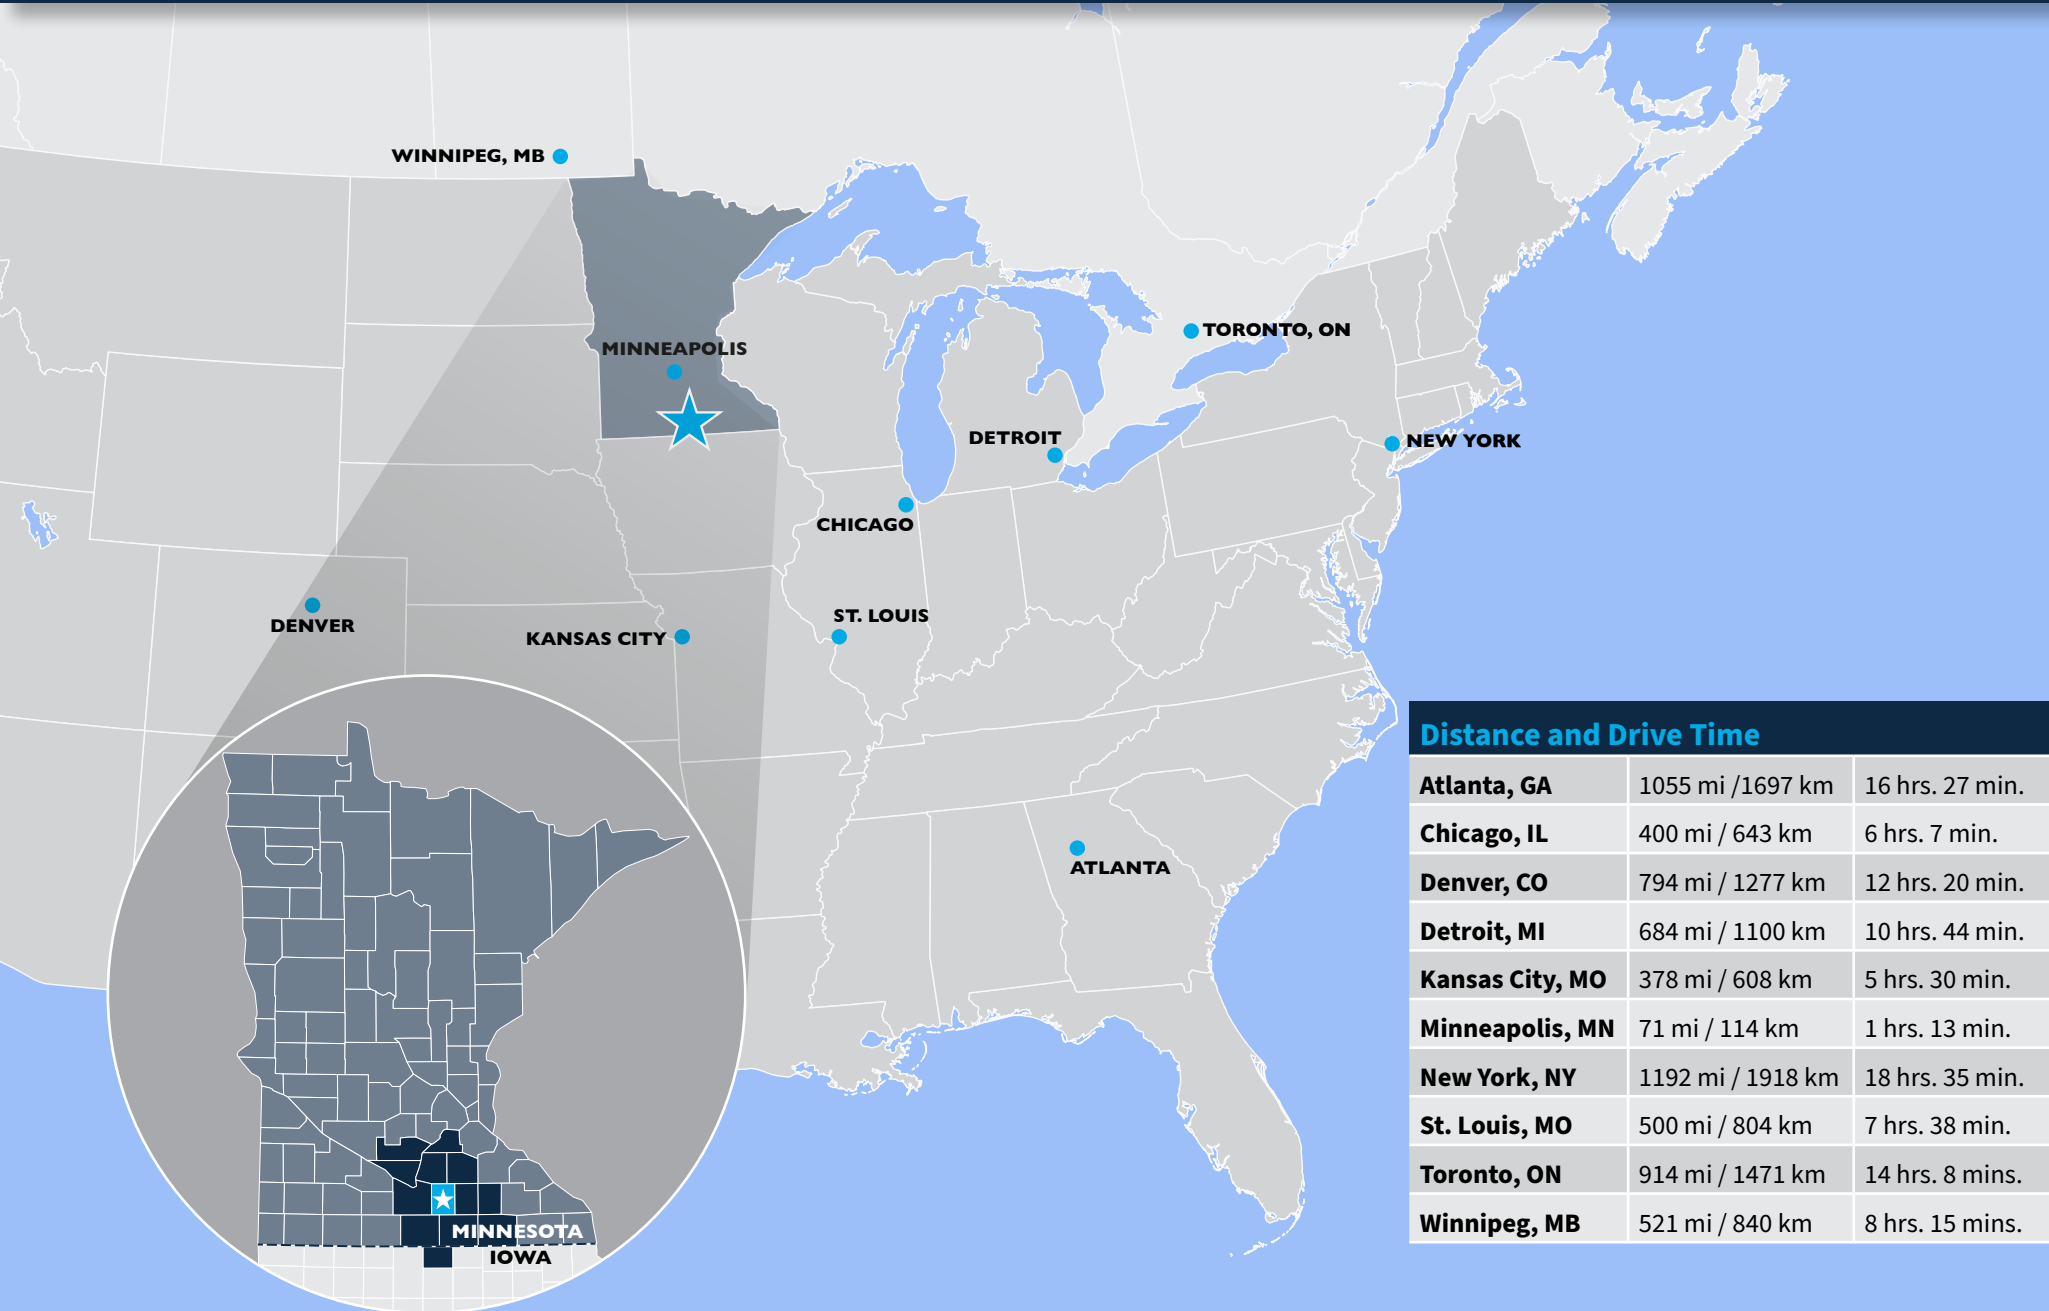 WINNIPEG, MB
MINNEAPOLIS
TORONTO, ON
DETROIT
NEW YORK
CHICAGO
DENVER
KANSAS CITY
ST. LOUIS
ATLANTA
MINNESOTA
IOWA
Distance and Drive Time
Atlanta, GA 1055 mi /1697 km 16 hrs. 27 min.
Chicago, IL 400 mi / 643 km 6 hrs. 7 min.
Denver, CO 794 mi / 1277 km 12 hrs. 20 min.
Detroit, MI 684 mi / 1100 km 10 hrs. 44 min.
Kansas City, MO 378 mi / 608 km 5 hrs. 30 min.
Minneapolis, MN 71 mi / 114 km 1 hrs. 13 min.
New York, NY 1192 mi / 1918 km 18 hrs. 35 min.
St. Louis, MO 500 mi / 804 km 7 hrs. 38 min.
Toronto, ON 914 mi / 1471 km 14 hrs. 8 mins.
Winnipeg, MB 521 mi / 840 km 8 hrs. 15 mins.